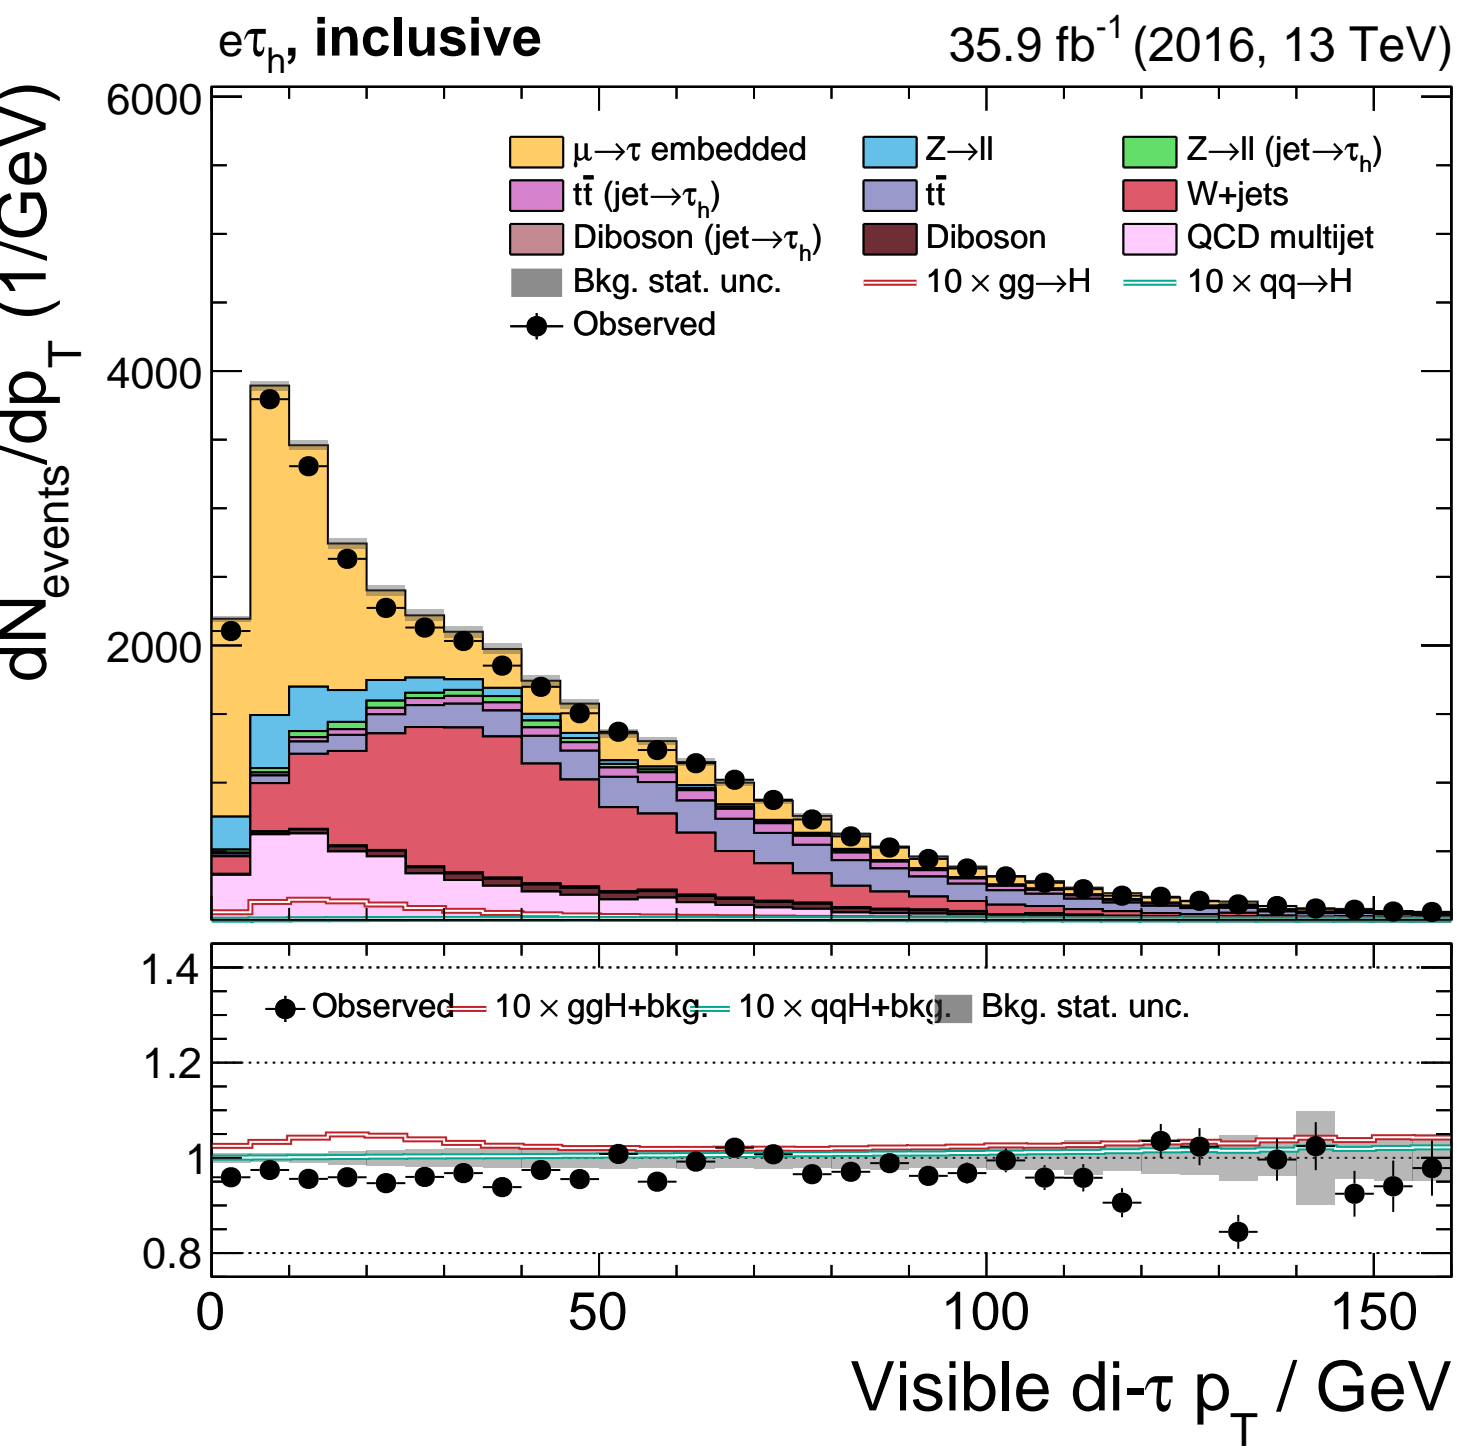 eτh, inclusive 35.9 fb-1 (2016, 13 TeV)
dNevents/dpT (1/GeV)
6000
4000
2000
μ→τ embedded Z→ll Z→ll (jet→τh)
tt̄ (jet→τh) tt̄ W+jets
Diboson (jet→τh) Diboson QCD multijet
Bkg. stat. unc. 10 × gg→H 10 × qq→H
Observed
1.4
1.2
1
0.8
Observed 10 × ggH+bkg. 10 × qqH+bkg. Bkg. stat. unc.
0 50 100 150
Visible di-τ pT / GeV